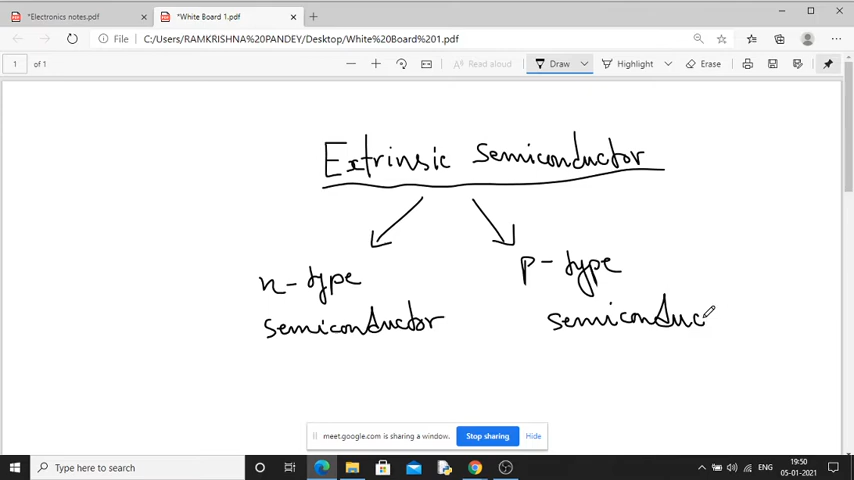 *Electronics notes.pdf
*White Board 1.pdf
File C:/Users/RAMKRISHNA%20PANDEY/Desktop/White%20Board%201.pdf
1 of 1 Read aloud Draw Highlight Erase
Extrinsic semiconductor
n-type p-type
semiconductor semiconduc
meet.google.com is sharing a window. Stop sharing Hide
Type here to search ENG 19:50
05-01-2021